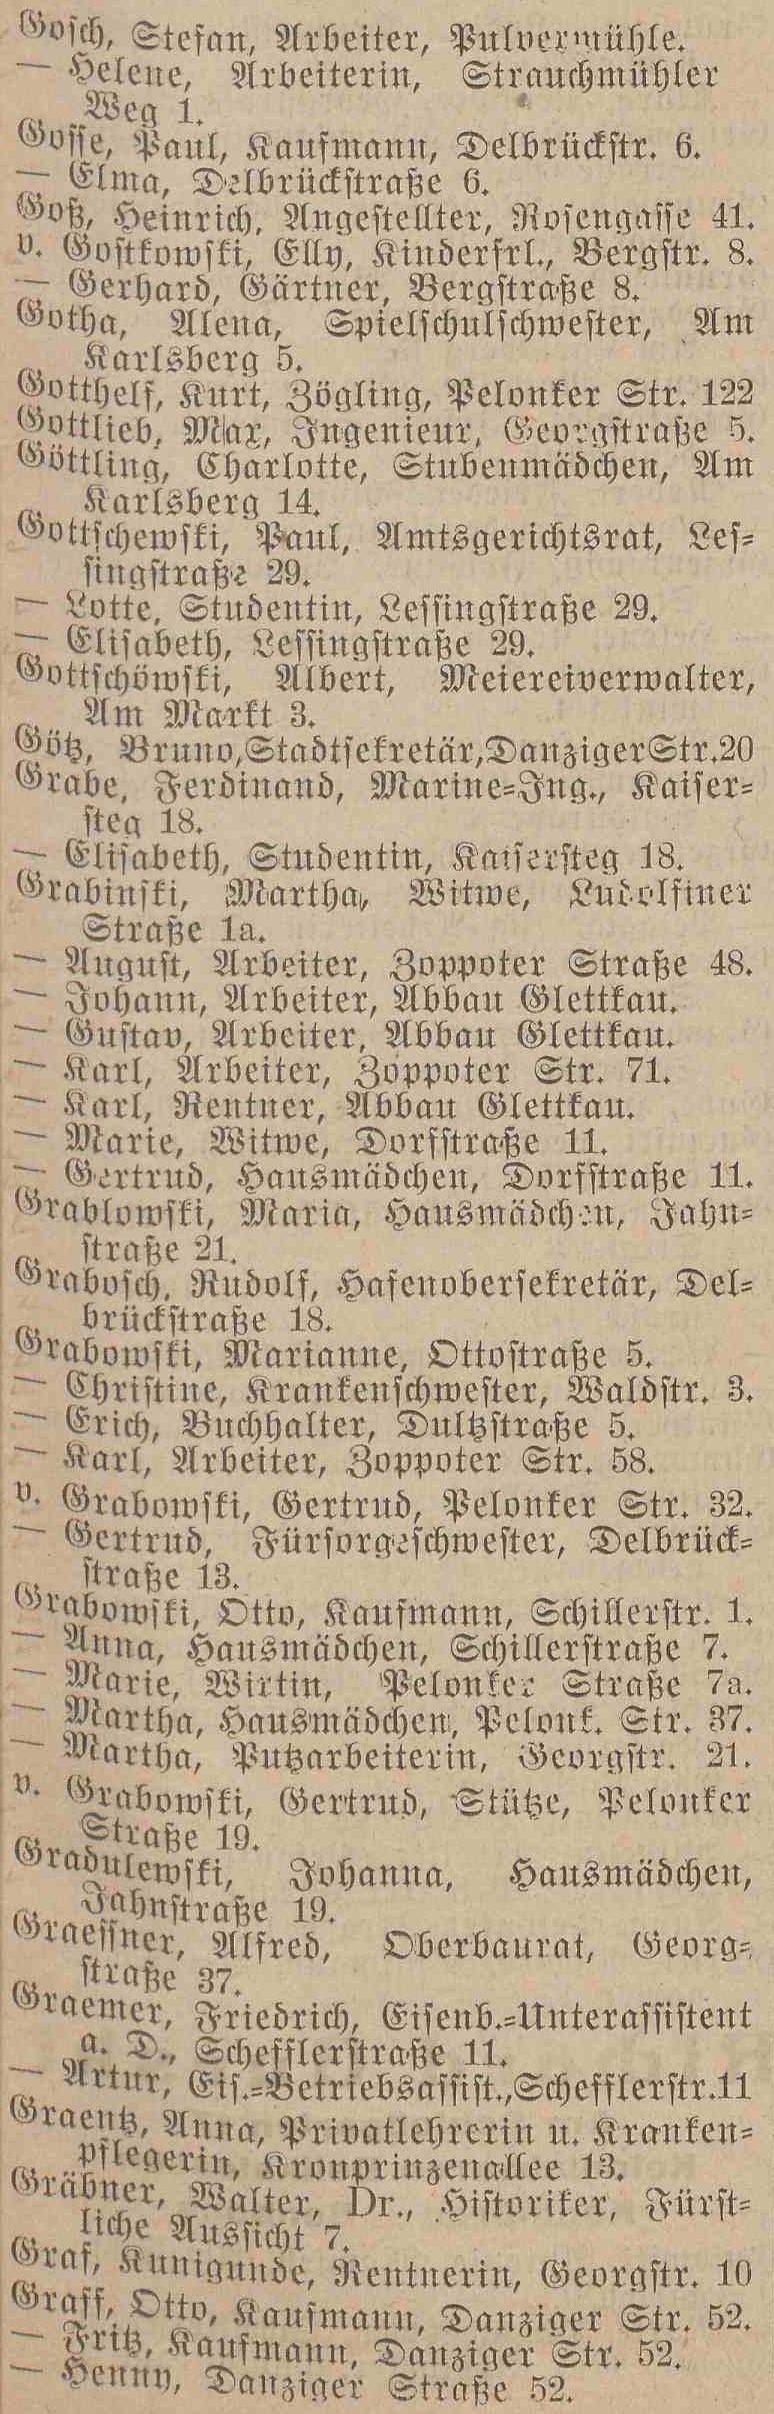 Gosch, Stefan, Arbeiter, Pulvermühle.
— Helene, Arbeiterin, Strauchmühler
Weg 1.
Gosse, Paul, Kaufmann, Delbrückstr. 6.
— Elma, Delbrückstraße 6.
Goß, Heinrich, Angestellter, Rosengasse 41.
v. Gostkowski, Elly, Kinderfrl., Bergstr. 8.
— Gerhard, Gärtner, Bergstraße 8.
Gotha, Alena, Spielschulschwester, Am
Karlsberg 5.
Gotthelf, Kurt, Zögling, Pelonker Str. 122
Gottlieb, Max, Ingenieur, Georgstraße 5.
Göttling, Charlotte, Stubenmädchen, Am
Karlsberg 14.
Gottschewski, Paul, Amtsgerichtsrat, Les-
singstraße 29.
— Lotte, Studentin, Lessingstraße 29.
— Elisabeth, Lessingstraße 29.
Gottschöwski, Albert, Meiereiverwalter,
Am Markt 3.
Götz, Bruno,Stadtsekretär,DanzigerStr.20
Grabe, Ferdinand, Marine-Ing., Kaiser-
steg 18.
— Elisabeth, Studentin, Kaisersteg 18.
Grabinski, Martha, Witwe, Ludolfiner
Straße 1a.
— August, Arbeiter, Zoppoter Straße 48.
— Johann, Arbeiter, Abbau Glettkau.
— Gustav, Arbeiter, Abbau Glettkau.
— Karl, Arbeiter, Zoppoter Str. 71.
— Karl, Rentner, Abbau Glettkau.
— Marie, Witwe, Dorfstraße 11.
— Gertrud, Hausmädchen, Dorfstraße 11.
Grablowski, Maria, Hausmädchen, Jahn-
straße 21.
Grabosch, Rudolf, Hafenobersekretär, Del-
brückstraße 18.
Grabowski, Marianne, Ottostraße 5.
— Christine, Krankenschwester, Waldstr. 3.
— Erich, Buchhalter, Dultzstraße 5.
— Karl, Arbeiter, Zoppoter Str. 58.
v. Grabowski, Gertrud, Pelonker Str. 32.
— Gertrud, Fürsorgeschwester, Delbrück-
straße 13.
Grabowski, Otto, Kaufmann, Schillerstr. 1.
— Anna, Hausmädchen, Schillerstraße 7.
— Marie, Wirtin, Pelonker Straße 7a.
— Martha, Hausmädchen, Pelonk. Str. 37.
— Martha, Putzarbeiterin, Georgstr. 21.
v. Grabowski, Gertrud, Stütze, Pelonker
Straße 19.
Gradulewski, Johanna, Hausmädchen,
Jahnstraße 19.
Graessner, Alfred, Oberbaurat, Georg-
straße 37.
Graemer, Friedrich, Eisenb.-Unterassistent
a. D., Schefflerstraße 11.
— Artur, Eis.-Betriebsassist.,Schefflerstr.11
Graentz, Anna, Privatlehrerin u. Kranken-
pflegerin, Kronprinzenallee 13.
Gräbner, Walter, Dr., Historiker, Fürst-
liche Aussicht 7.
Graf, Kunigunde, Rentnerin, Georgstr. 10
Graff, Otto, Kaufmann, Danziger Str. 52.
— Fritz, Kaufmann, Danziger Str. 52.
— Henny, Danziger Straße 52.